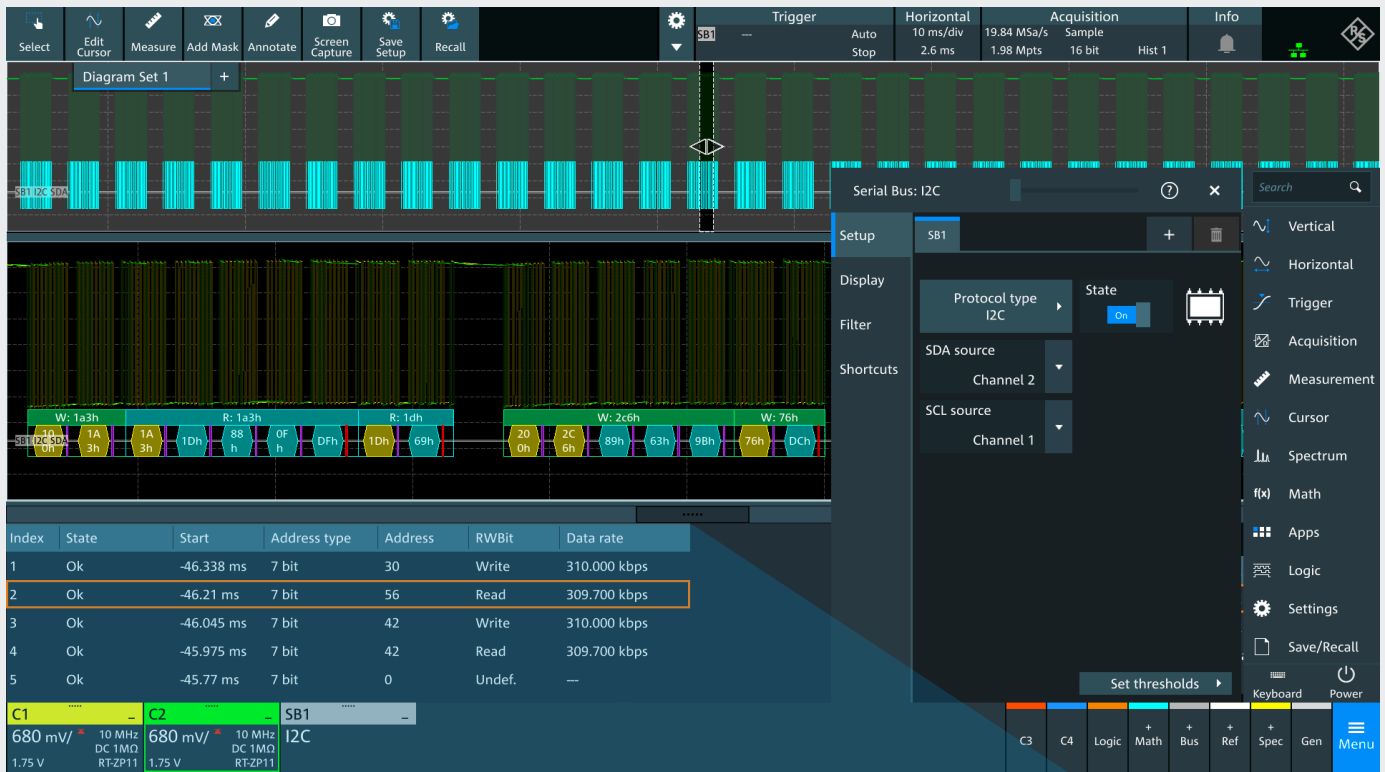 Select
Edit
Cursor
Measure
Add Mask
Annotate
Screen
Capture
Save
Setup
Recall
SB1
---
Trigger
Auto
Stop
Horizontal
10 ms/div
2.6 ms
Acquisition
19.84 MSa/s Sample
1.98 Mpts 16 bit Hist 1
Info
R&S
Diagram Set 1 +
SB1 I2C SDA
W: 1a3h R: 1a3h R: 1dh W: 2c6h W: 76h
SB1 I2C SDA
10
0h
1A
3h
1A
3h
1Dh
88
h
0F
h
DFh
1Dh
69h
20
0h
2C
6h
89h
63h
9Bh
76h
DCh
Serial Bus: I2C ?
Setup
Display
Filter
Shortcuts
SB1 +
Protocol type
I2C
State
On
SDA source
Channel 2
SCL source
Channel 1
Set thresholds
Search
Vertical
Horizontal
Trigger
Acquisition
Measurement
Cursor
Spectrum
f(x) Math
Apps
Logic
Settings
Save/Recall
Keyboard
Power
Index State Start Address type Address RWBit Data rate
1 Ok -46.338 ms 7 bit 30 Write 310.000 kbps
2 Ok -46.21 ms 7 bit 56 Read 309.700 kbps
3 Ok -46.045 ms 7 bit 42 Write 310.000 kbps
4 Ok -45.975 ms 7 bit 42 Read 309.700 kbps
5 Ok -45.77 ms 7 bit 0 Undef. ---
C1
680 mV/ 10 MHz
DC 1MΩ
1.75 V RT-ZP11
C2
680 mV/ 10 MHz
DC 1MΩ
1.75 V RT-ZP11
SB1
I2C
C3
C4
Logic
+
Math
+
Bus
+
Ref
+
Spec
Gen
Menu